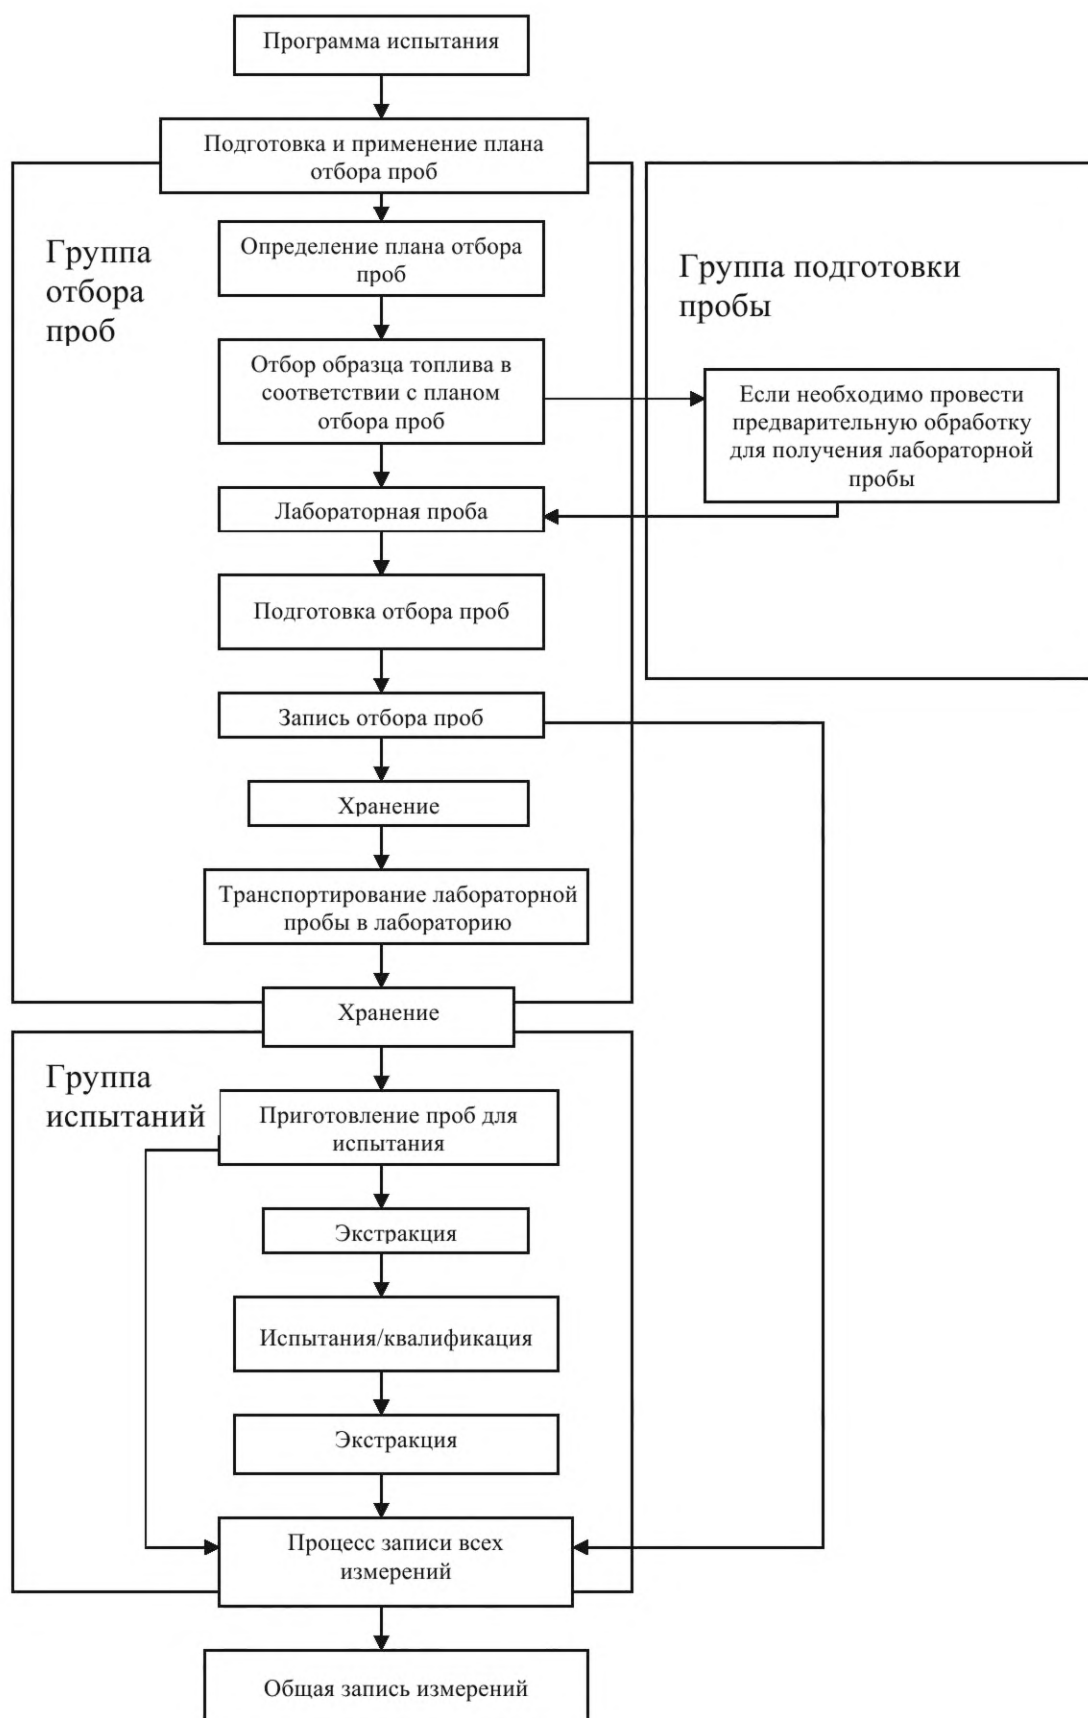 Программа испытания
Подготовка и применение плана
отбора проб
Группа
отбора
проб
Определение плана отбора
проб
Группа подготовки
пробы
Отбор образца топлива в
соответствии с планом
отбора проб
Если необходимо провести
предварительную обработку
для получения лабораторной
пробы
Лабораторная проба
Подготовка отбора проб
Запись отбора проб
Хранение
Транспортирование лабораторной
пробы в лабораторию
Хранение
Группа
испытаний
Приготовление проб для
испытания
Экстракция
Испытания/квалификация
Экстракция
Процесс записи всех
измерений
Общая запись измерений